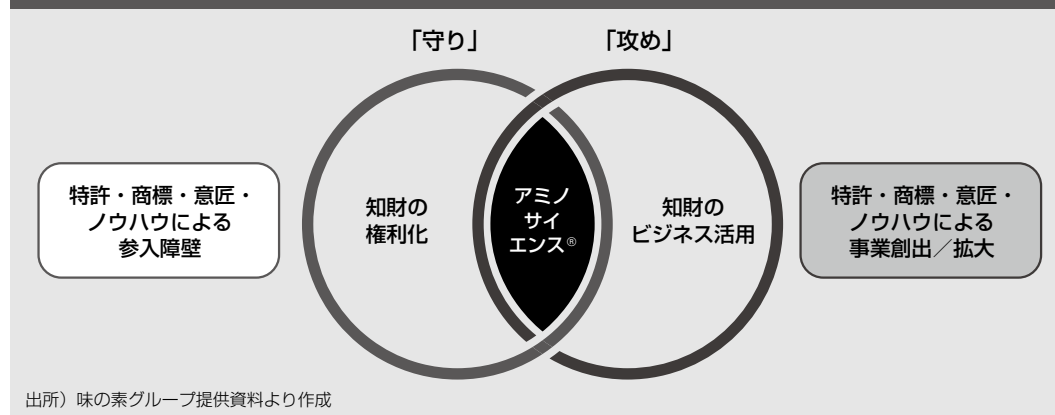 「守り」
「攻め」
特許・商標・意匠・
ノウハウによる
参入障壁
知財の
権利化
アミノ
サイ
エンス®
知財の
ビジネス活用
特許・商標・意匠・
ノウハウによる
事業創出／拡大
出所）味の素グループ提供資料より作成